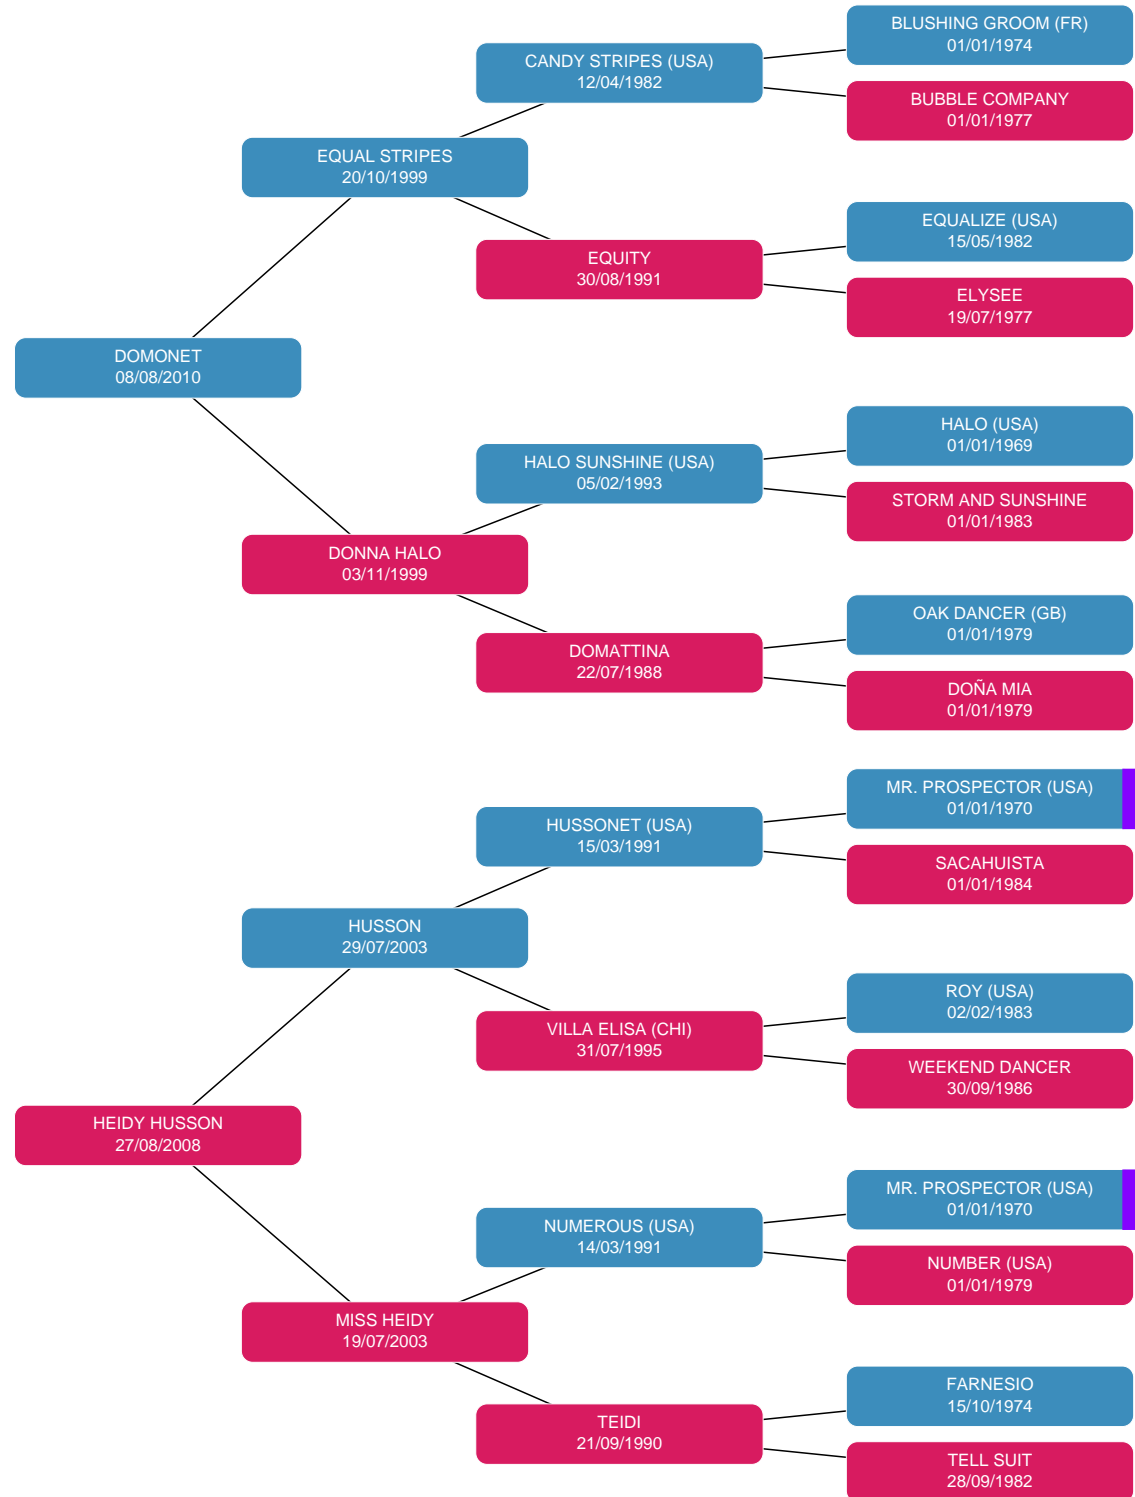 BLUSHING GROOM (FR)
01/01/1974
CANDY STRIPES (USA)
12/04/1982
BUBBLE COMPANY
01/01/1977
EQUAL STRIPES
20/10/1999
EQUALIZE (USA)
15/05/1982
EQUITY
30/08/1991
ELYSEE
19/07/1977
DOMONET
08/08/2010
HALO (USA)
01/01/1969
HALO SUNSHINE (USA)
05/02/1993
STORM AND SUNSHINE
01/01/1983
DONNA HALO
03/11/1999
OAK DANCER (GB)
01/01/1979
DOMATTINA
22/07/1988
DOÑA MIA
01/01/1979
MR. PROSPECTOR (USA)
01/01/1970
HUSSONET (USA)
15/03/1991
SACAHUISTA
01/01/1984
HUSSON
29/07/2003
ROY (USA)
02/02/1983
VILLA ELISA (CHI)
31/07/1995
WEEKEND DANCER
30/09/1986
HEIDY HUSSON
27/08/2008
MR. PROSPECTOR (USA)
01/01/1970
NUMEROUS (USA)
14/03/1991
NUMBER (USA)
01/01/1979
MISS HEIDY
19/07/2003
FARNESIO
15/10/1974
TEIDI
21/09/1990
TELL SUIT
28/09/1982